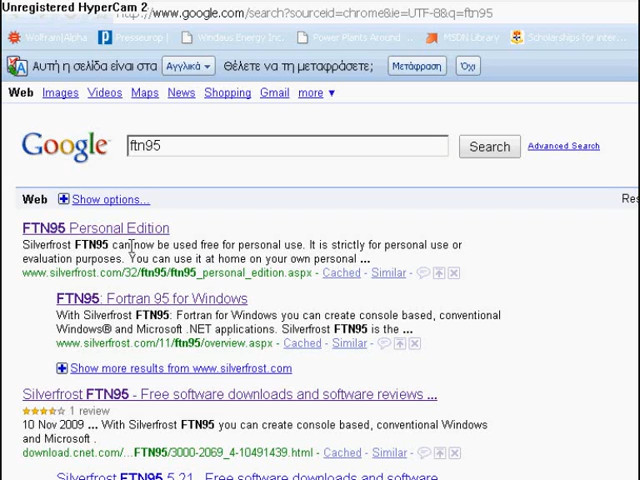 Unregistered HyperCam 2
http://www.google.com/search?sourceid=chrome&ie=UTF-8&q=ftn95
Wolfram|Alpha Presseurop | Windaus Energy Inc. Power Plants Around ... MSDN Library Scholarships for inter...
Αυτή η σελίδα είναι στα Αγγλικά Θέλετε να τη μεταφράσετε; Μετάφραση Όχι
Web Images Videos Maps News Shopping Gmail more ▼
Google ftn95 Search Advanced Search
Web Show options... Res
FTN95 Personal Edition
Silverfrost FTN95 can now be used free for personal use. It is strictly for personal use or
evaluation purposes. You can use it at home on your own personal ...
www.silverfrost.com/32/ftn95/ftn95_personal_edition.aspx - Cached - Similar -
FTN95: Fortran 95 for Windows
With Silverfrost FTN95: Fortran for Windows you can create console based, conventional
Windows® and Microsoft .NET applications. Silverfrost FTN95 is the ...
www.silverfrost.com/11/ftn95/overview.aspx - Cached - Similar -
Show more results from www.silverfrost.com
Silverfrost FTN95 - Free software downloads and software reviews ...
1 review
10 Nov 2009 ... With Silverfrost FTN95 you can create console based, conventional Windows
and Microsoft .
download.cnet.com/...FTN95/3000-2069_4-10491439.html - Cached - Similar -
Silverfrost FTN95 5.21 - Free software downloads and software